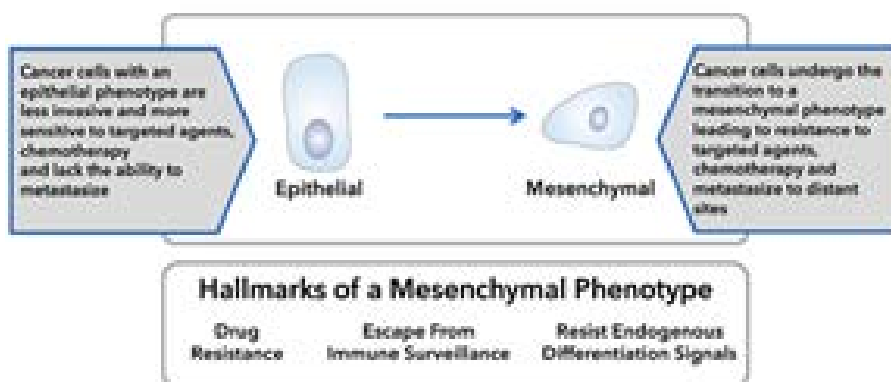 Cancer cells with an
epithelial phenotype are
less invasive and more
sensitive to targeted agents,
chemotherapy
and lack the ability to
metastasize
Epithelial
Mesenchymal
Cancer cells undergo the
transition to a
mesenchymal phenotype
leading to resistance to
targeted agents,
chemotherapy and
metastasize to distant
sites
Hallmarks of a Mesenchymal Phenotype
Drug
Resistance
Escape From
Immune Surveillance
Resist Endogenous
Differentiation Signals